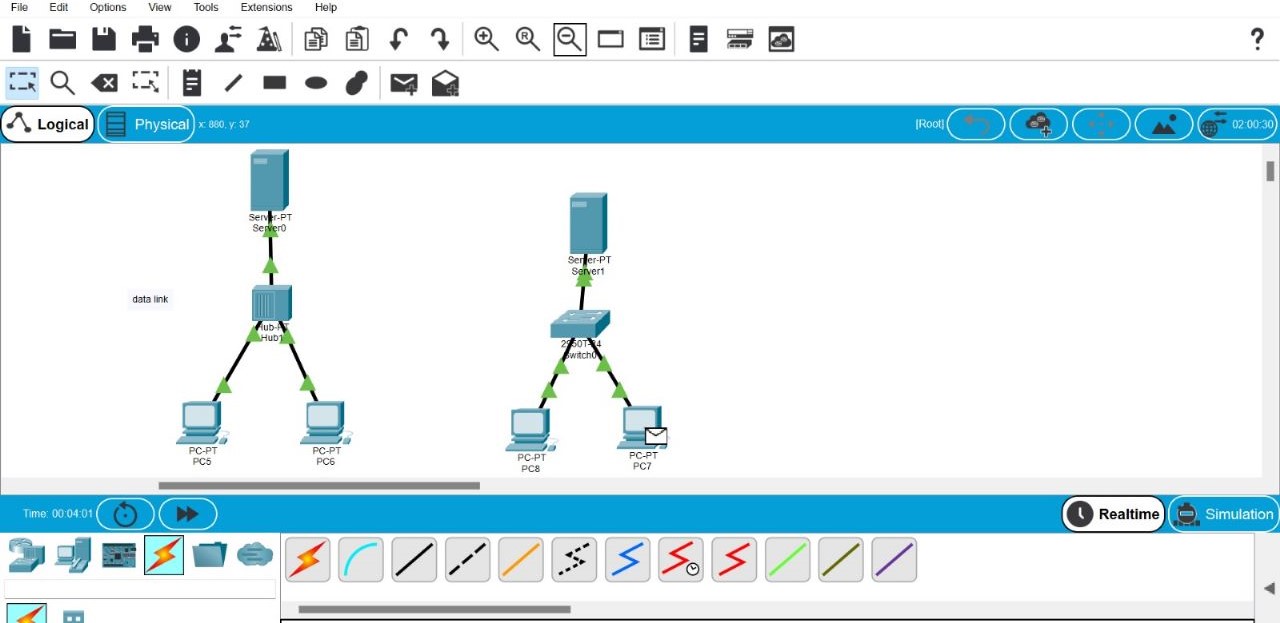 File Edit Options View Tools Extensions Help
Logical Physical x: 880, y: 37 [Root] 02:00:30
Server-PT
Server0
Server-PT
Server1
data link
Hub-PT
Hub1
2950T-24
Switch0
PC-PT
PC5
PC-PT
PC6
PC-PT
PC8
PC-PT
PC7
Time: 00:04:01 Realtime Simulation